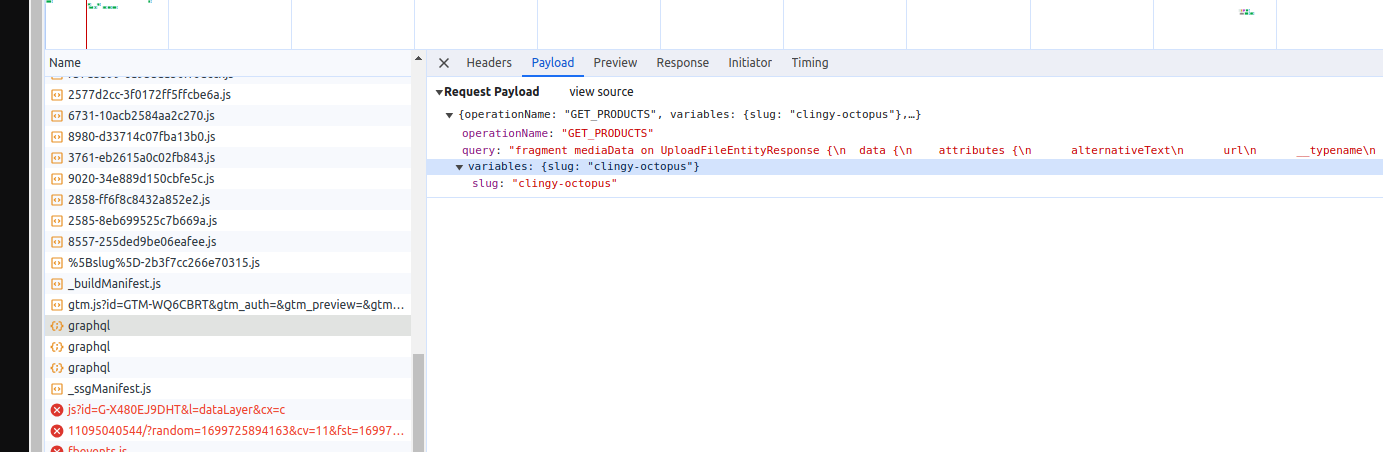 Name
2577d2cc-3f0172ff5ffcbe6a.js
6731-10acb2584aa2c270.js
8980-d33714c07fba13b0.js
3761-eb2615a0c02fb843.js
9020-34e889d150cbfe5c.js
2858-ff6f8c8432a852e2.js
2585-8eb699525c7b669a.js
8557-255ded9be06eafee.js
%5Bslug%5D-2b3f7cc266e70315.js
_buildManifest.js
gtm.js?id=GTM-WQ6CBRT&gtm_auth=&gtm_preview=&gtm…
graphql
graphql
graphql
_ssgManifest.js
js?id=G-X480EJ9DHT&l=dataLayer&cx=c
11095040544/?random=1699725894163&cv=11&fst=16997…
fbevents.js
Headers Payload Preview Response Initiator Timing
Request Payload view source
{operationName: "GET_PRODUCTS", variables: {slug: "clingy-octopus"},…}
operationName: "GET_PRODUCTS"
query: "fragment mediaData on UploadFileEntityResponse {\n  data {\n    attributes {\n      alternativeText\n      url\n      __typename\n
variables: {slug: "clingy-octopus"}
slug: "clingy-octopus"